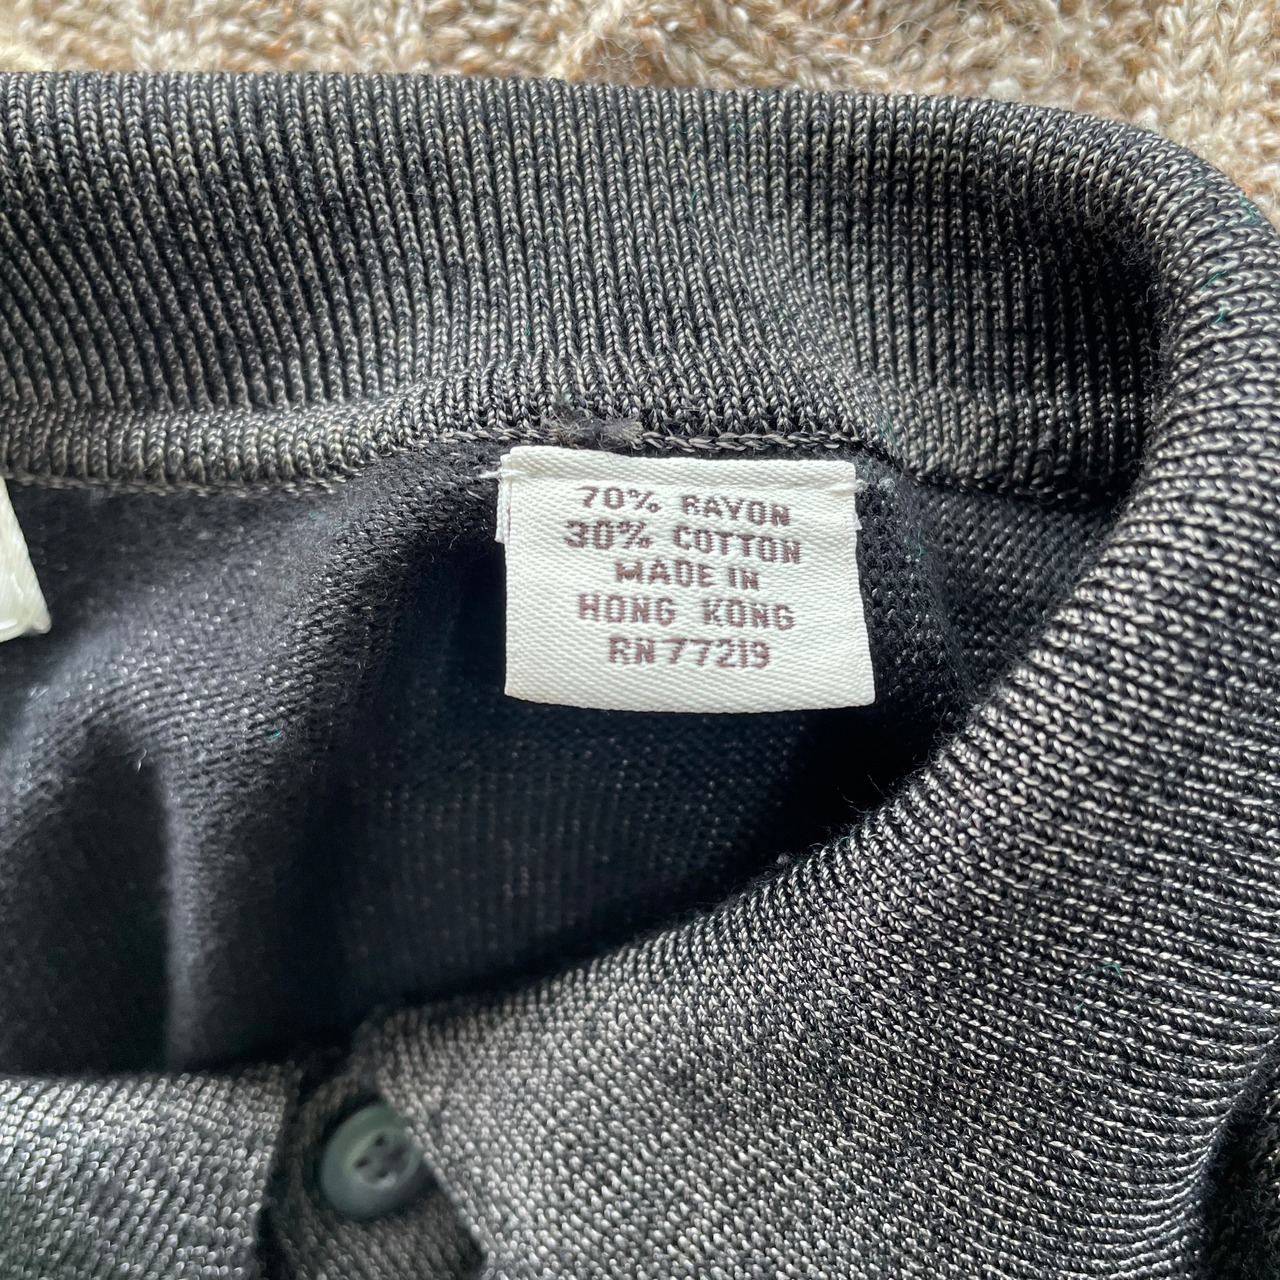 70% RAYON
30% COTTON
MADE IN
HONG KONG
RN 77219